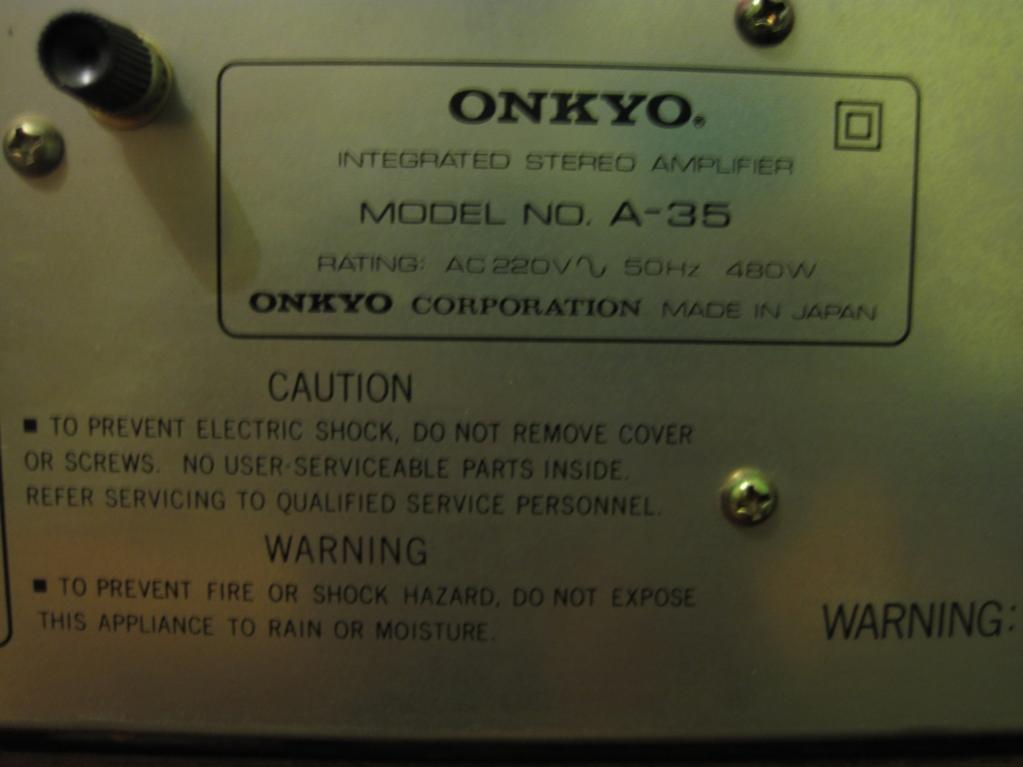 ONKYO®
INTEGRATED STEREO AMPLIFIER
MODEL NO. A-35
RATING: AC 220V∿ 50Hz 480W
ONKYO CORPORATION MADE IN JAPAN
CAUTION
■ TO PREVENT ELECTRIC SHOCK, DO NOT REMOVE COVER
OR SCREWS. NO USER-SERVICEABLE PARTS INSIDE.
REFER SERVICING TO QUALIFIED SERVICE PERSONNEL.
WARNING
■ TO PREVENT FIRE OR SHOCK HAZARD, DO NOT EXPOSE
THIS APPLIANCE TO RAIN OR MOISTURE.
WARNING: